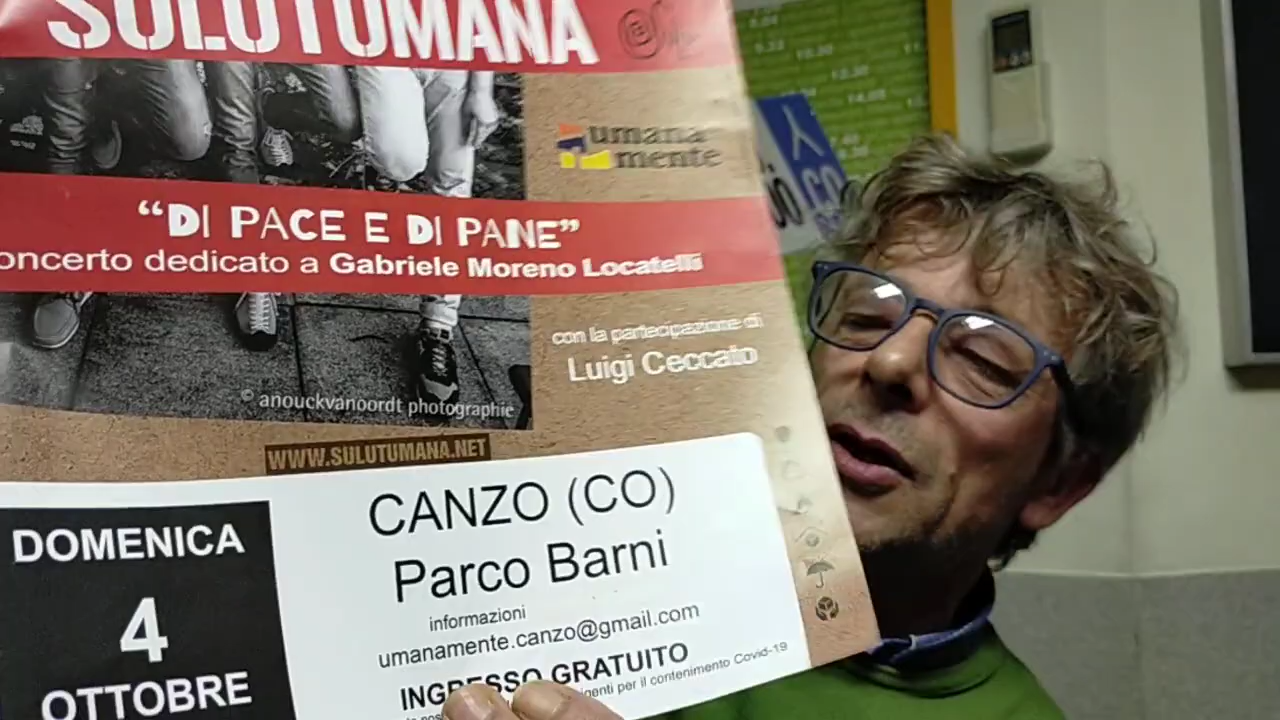 SULUTUMANA
umana
mente
"DI PACE E DI PANE"
oncerto dedicato a Gabriele Moreno Locatelli
con la partecipazione di
Luigi Ceccato
© anouckvanoordt photographie
WWW.SULUTUMANA.NET
DOMENICA
4
OTTOBRE
CANZO (CO)
Parco Barni
informazioni
umanamente.canzo@gmail.com
INGRESSO GRATUITO
igenti per il contenimento Covid-19